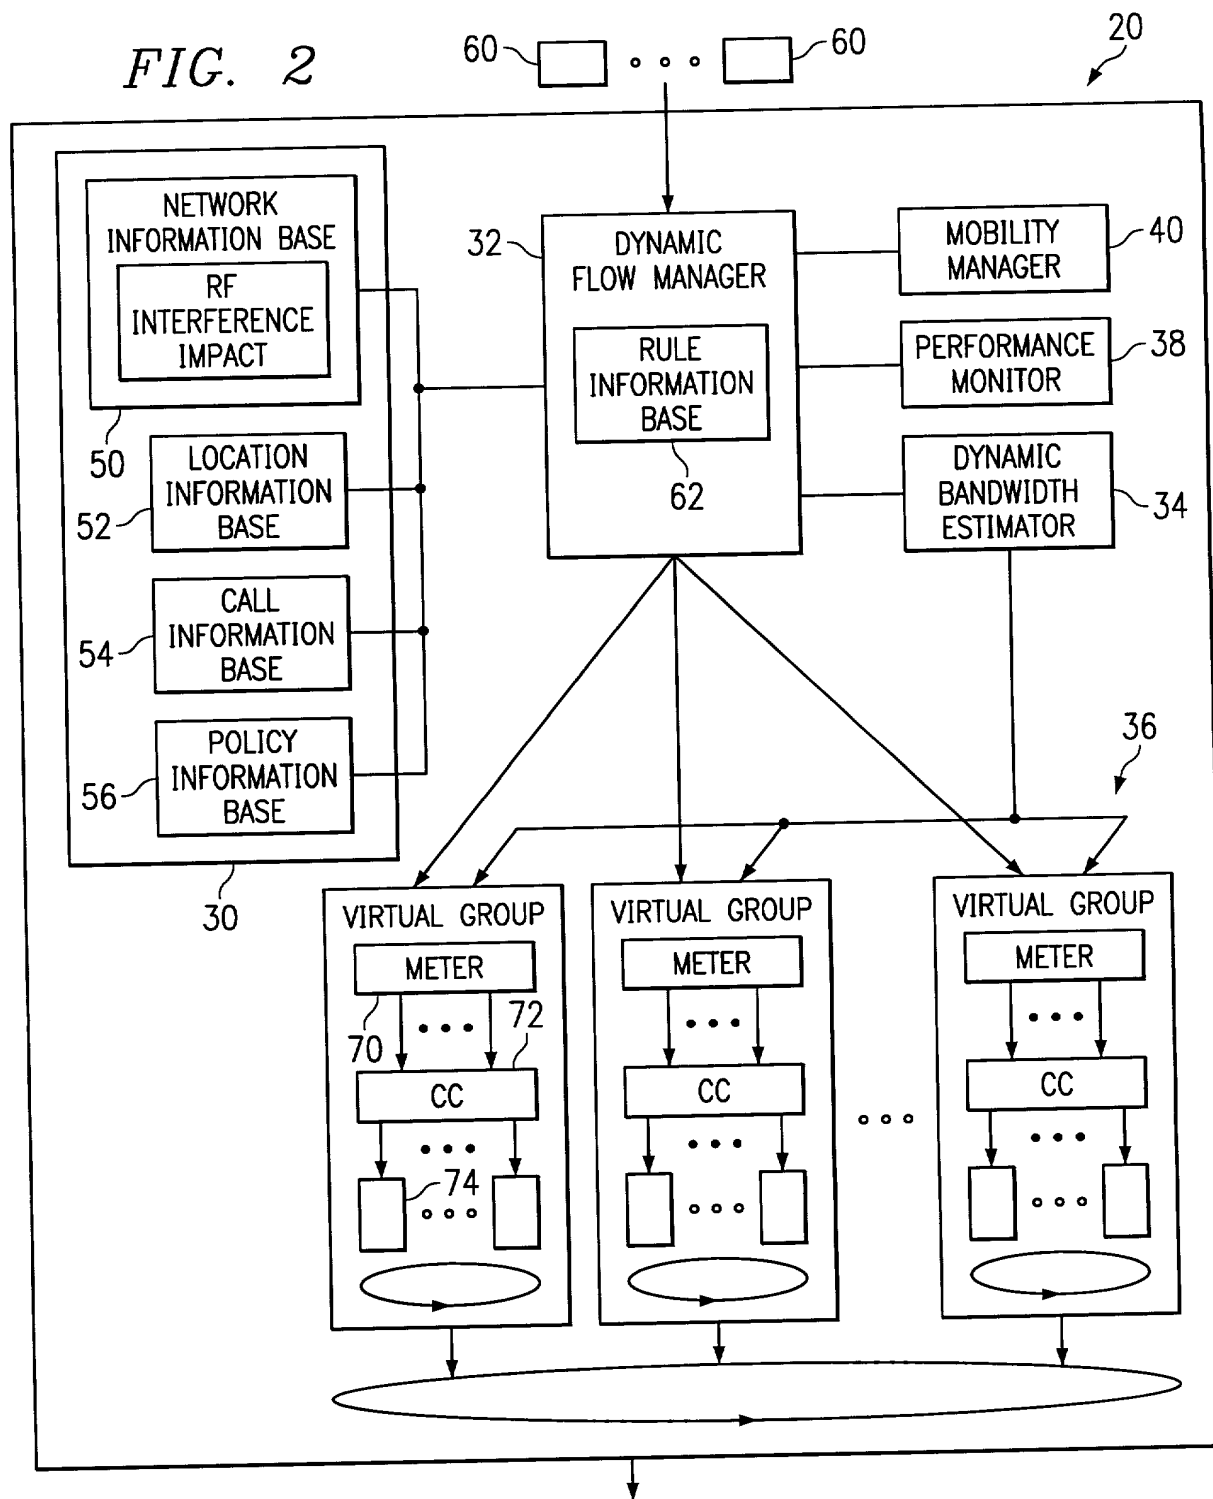 FIG. 2
60
60
20
NETWORK
INFORMATION BASE
RF
INTERFERENCE
IMPACT
50
LOCATION
INFORMATION
BASE
52
CALL
INFORMATION
BASE
54
POLICY
INFORMATION
BASE
56
30
32
DYNAMIC
FLOW MANAGER
RULE
INFORMATION
BASE
62
MOBILITY
MANAGER
40
PERFORMANCE
MONITOR
38
DYNAMIC
BANDWIDTH
ESTIMATOR
34
36
VIRTUAL GROUP
METER
70
72
CC
74
VIRTUAL GROUP
METER
CC
VIRTUAL GROUP
METER
CC